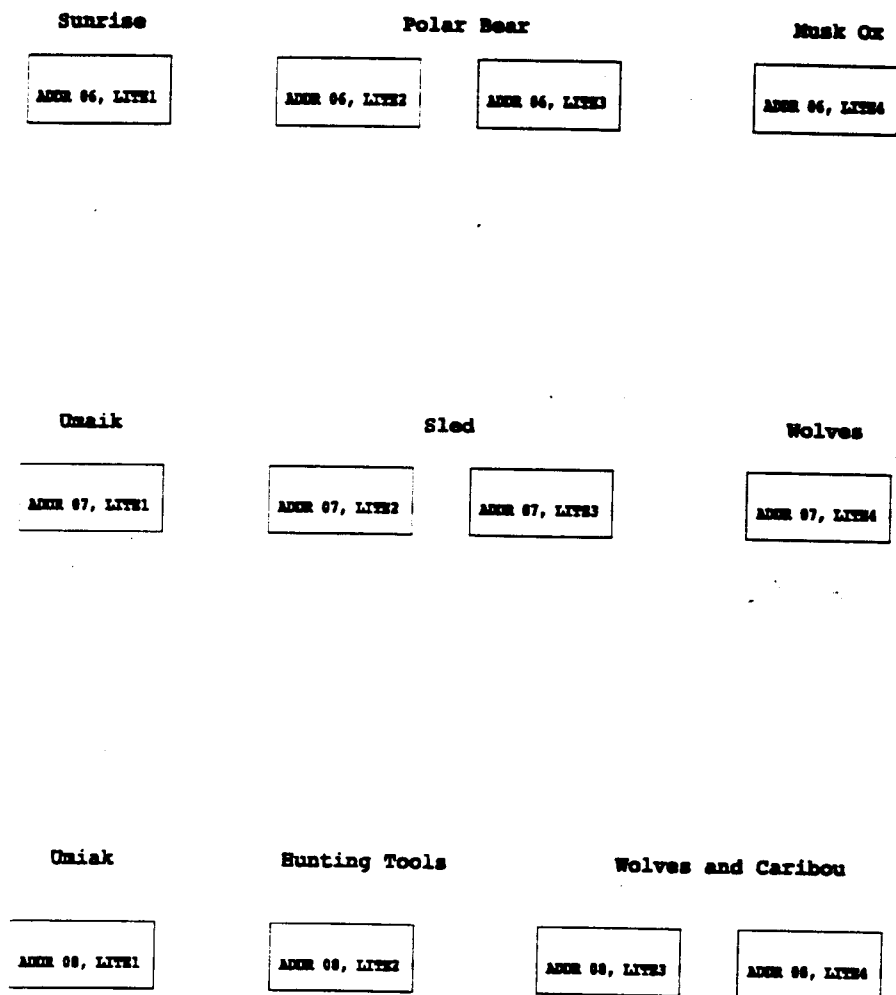 Sunrise Polar Bear Musk Ox
ADDR 06, LITE1 ADDR 06, LITE2 ADDR 06, LITE3 ADDR 06, LITE4
Umaik Sled Wolves
ADDR 07, LITE1 ADDR 07, LITE2 ADDR 07, LITE3 ADDR 07, LITE4
Umiak Hunting Tools Wolves and Caribou
ADDR 08, LITE1 ADDR 08, LITE2 ADDR 08, LITE3 ADDR 08, LITE4